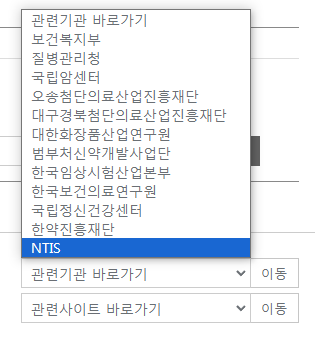 관련기관 바로가기
보건복지부
질병관리청
국립암센터
오송첨단의료산업진흥재단
대구경북첨단의료산업진흥재단
대한화장품산업연구원
범부처신약개발사업단
한국임상시험산업본부
한국보건의료연구원
국립정신건강센터
한약진흥재단
NTIS
관련기관 바로가기 이동
관련사이트 바로가기 이동